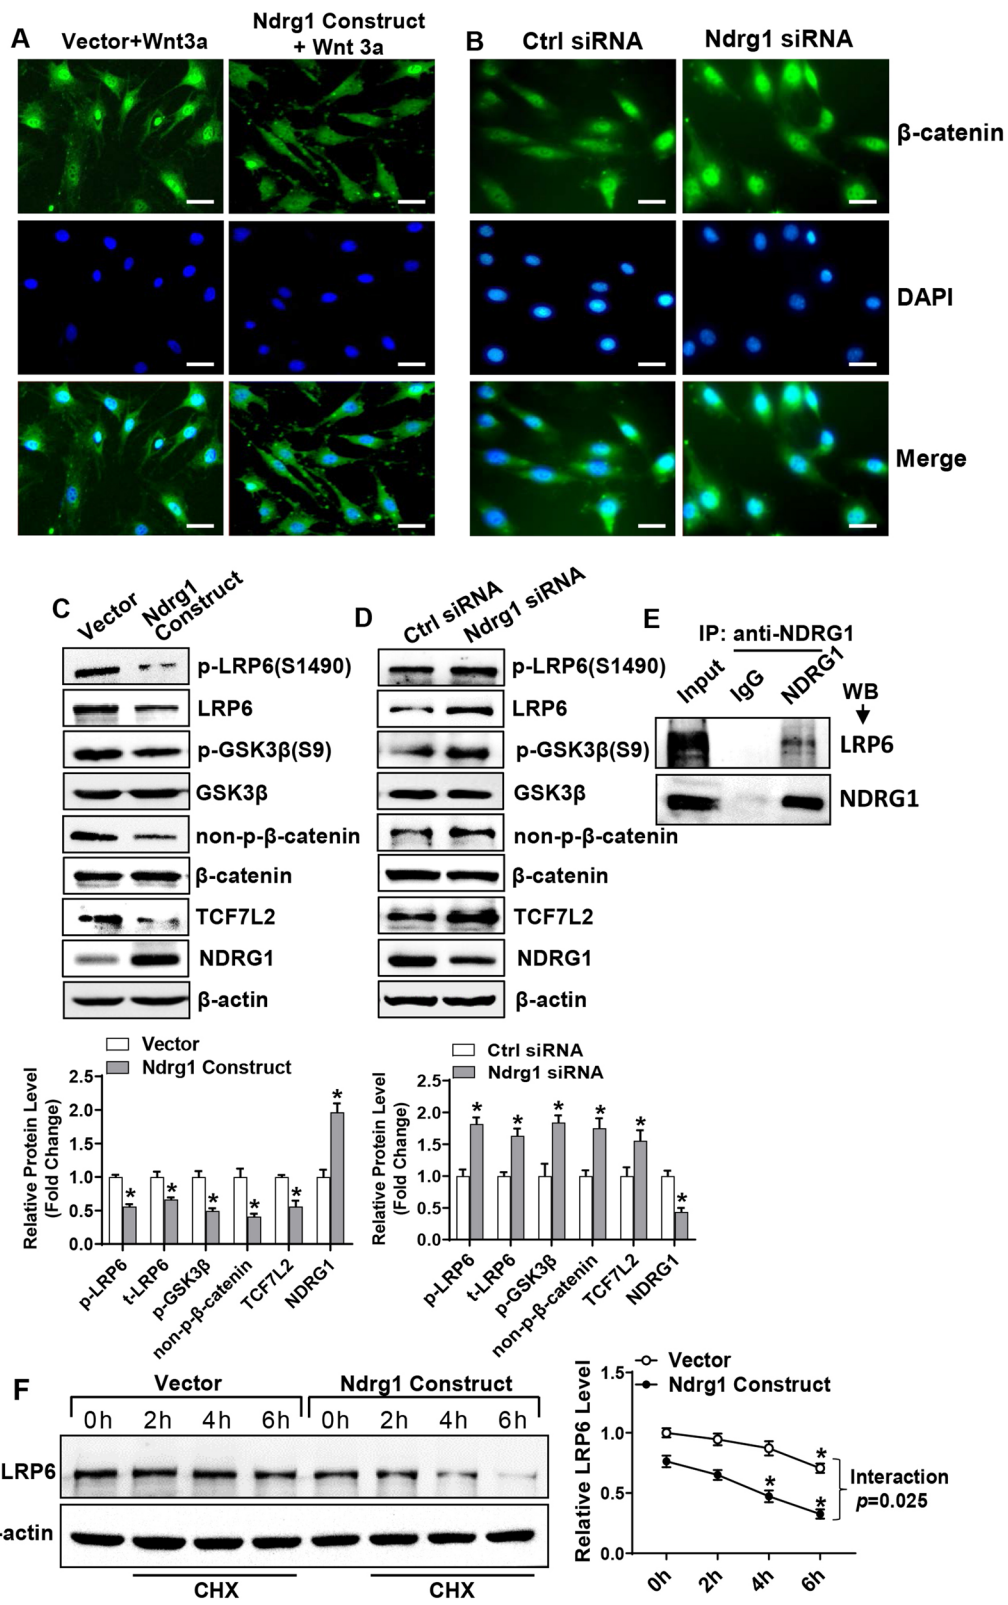 A
Vector+Wnt3a
Ndrg1 Construct
+ Wnt 3a
B
Ctrl siRNA
Ndrg1 siRNA
β-catenin
DAPI
Merge
C
Vector
Ndrg1
Construct
p-LRP6(S1490)
LRP6
p-GSK3β(S9)
GSK3β
non-p-β-catenin
β-catenin
TCF7L2
NDRG1
β-actin
D
Ctrl siRNA
Ndrg1 siRNA
p-LRP6(S1490)
LRP6
p-GSK3β(S9)
GSK3β
non-p-β-catenin
β-catenin
TCF7L2
NDRG1
β-actin
E
IP: anti-NDRG1
Input
IgG
NDRG1
WB
LRP6
NDRG1
Vector
Ndrg1 Construct
Relative Protein Level
(Fold Change)
2.5
2.0
1.5
1.0
0.5
0.0
* * * * * *
p-LRP6
t-LRP6
p-GSK3β
non-p-β-catenin
TCF7L2
NDRG1
Ctrl siRNA
Ndrg1 siRNA
Relative Protein Level
(Fold Change)
2.5
2.0
1.5
1.0
0.5
0.0
* * * * * *
p-LRP6
t-LRP6
p-GSK3β
non-p-β-catenin
TCF7L2
NDRG1
F
Vector
Ndrg1 Construct
0h 2h 4h 6h 0h 2h 4h 6h
LRP6
-actin
CHX
CHX
Vector
Ndrg1 Construct
Relative LRP6 Level
1.5
1.0
0.5
0.0
*
*
*
Interaction
p=0.025
0h
2h
4h
6h